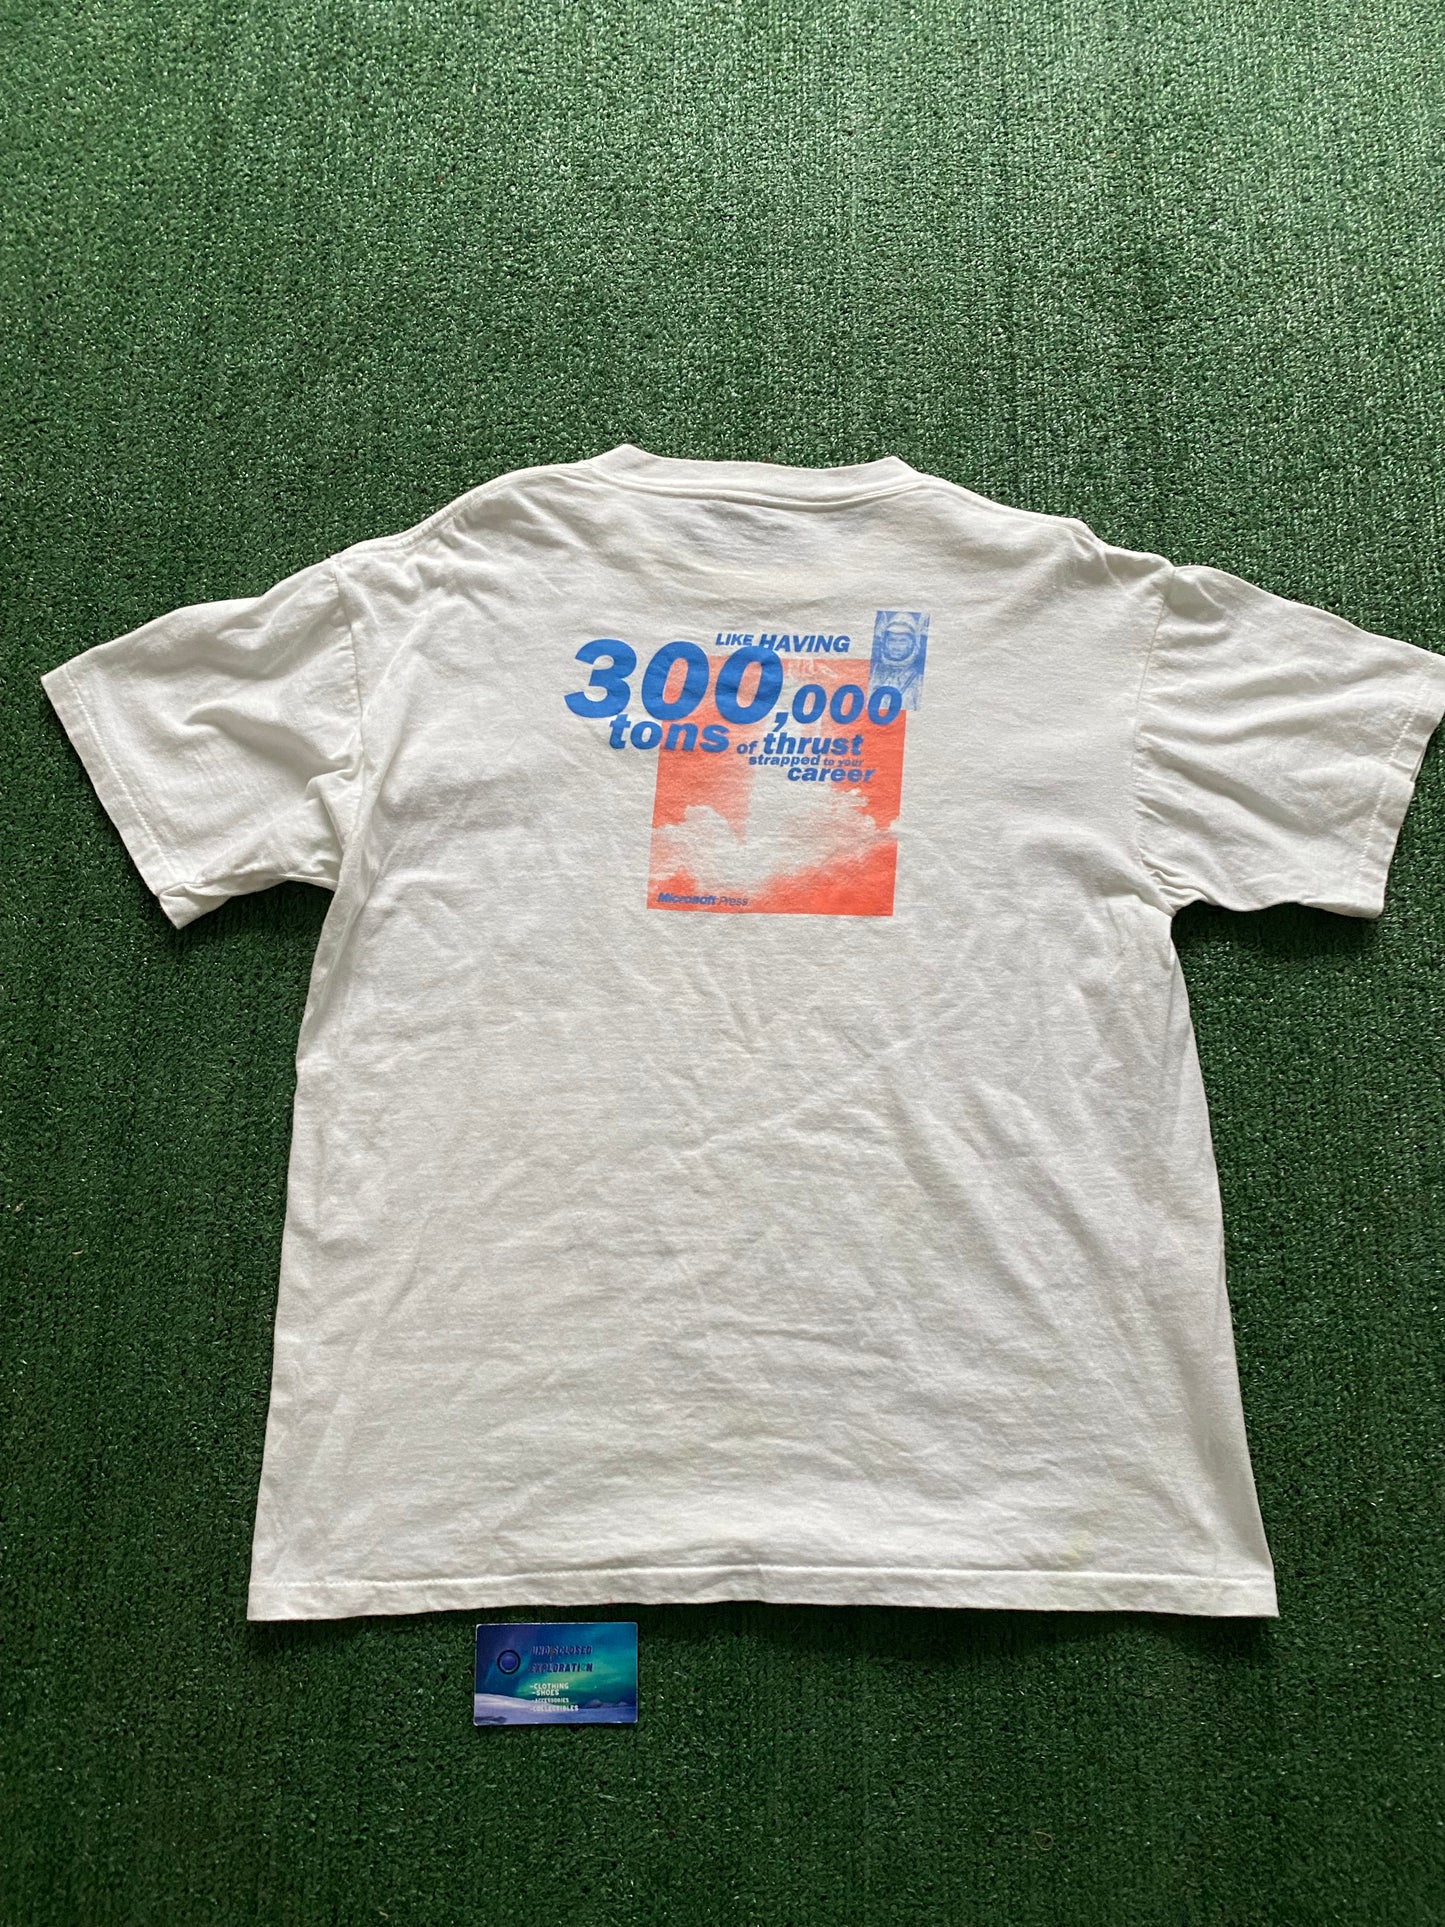 LIKE HAVING
300,000
tons of thrust
strapped to your
career
Microsoft Press
UNDISCLOSED
EXPLORATION
-CLOTHING
-SHOES
-ACCESSORIES
-COLLECTIBLES